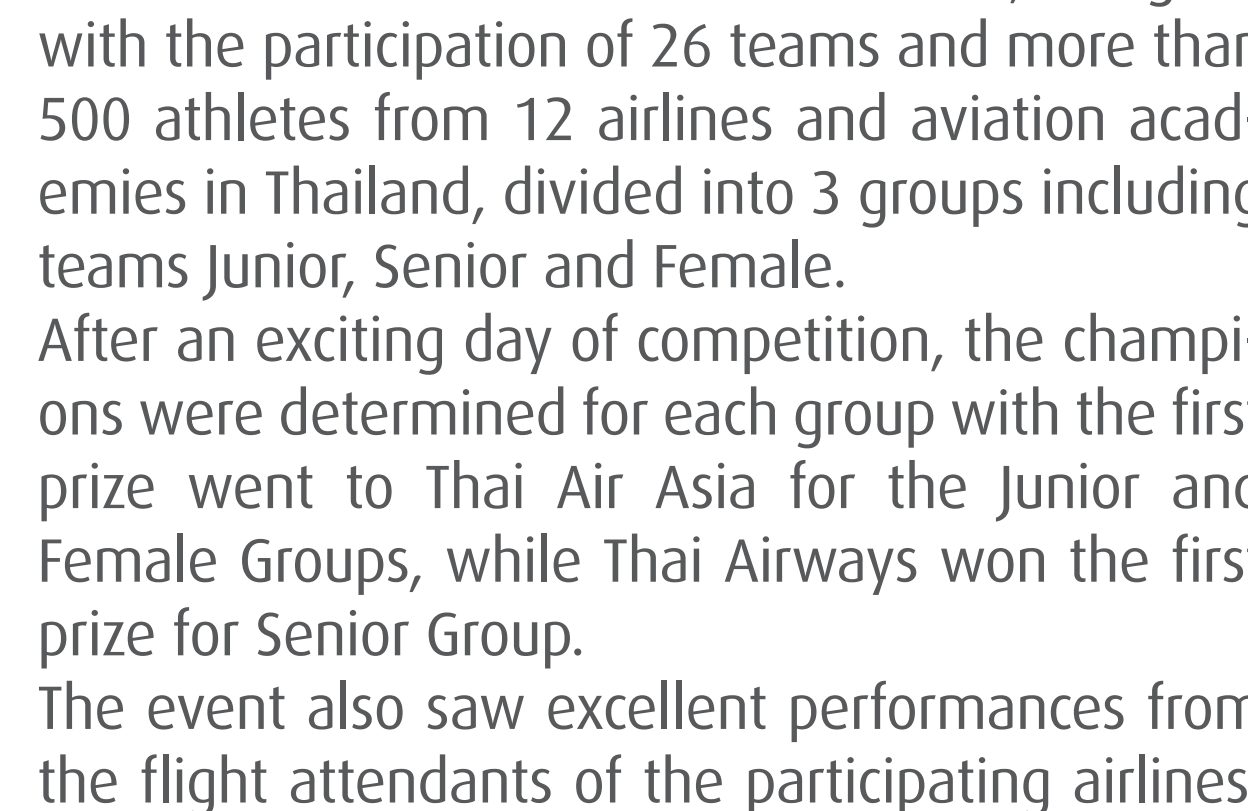 with the participation of 26 teams and more than
500 athletes from 12 airlines and aviation acad-
emies in Thailand, divided into 3 groups including
teams Junior, Senior and Female.
After an exciting day of competition, the champi-
ons were determined for each group with the first
prize went to Thai Air Asia for the Junior and
Female Groups, while Thai Airways won the first
prize for Senior Group.
The event also saw excellent performances from
the flight attendants of the participating airlines